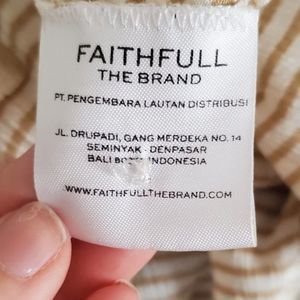 FAITHFULL
THE BRAND
PT. PENGEMBARA LAUTAN DISTRIBUSI
JL. DRUPADI, GANG MERDEKA NO. 14
SEMINYAK - DENPASAR
BALI INDONESIA
WWW.FAITHFULLTHEBRAND.COM